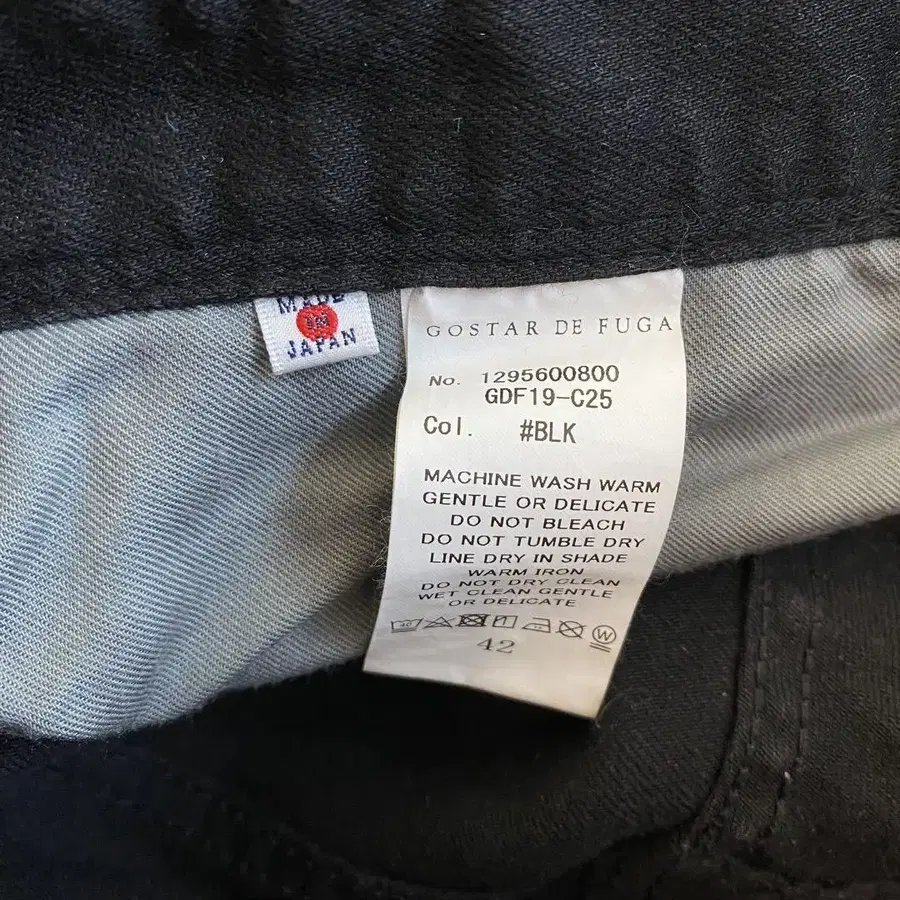 MADE
IN
JAPAN
GOSTAR DE FUGA
No. 1295600800
GDF19-C25
Col. #BLK
MACHINE WASH WARM
GENTLE OR DELICATE
DO NOT BLEACH
DO NOT TUMBLE DRY
LINE DRY IN SHADE
WARM IRON
DO NOT DRY CLEAN
WET CLEAN GENTLE
OR DELICATE
40 W
42